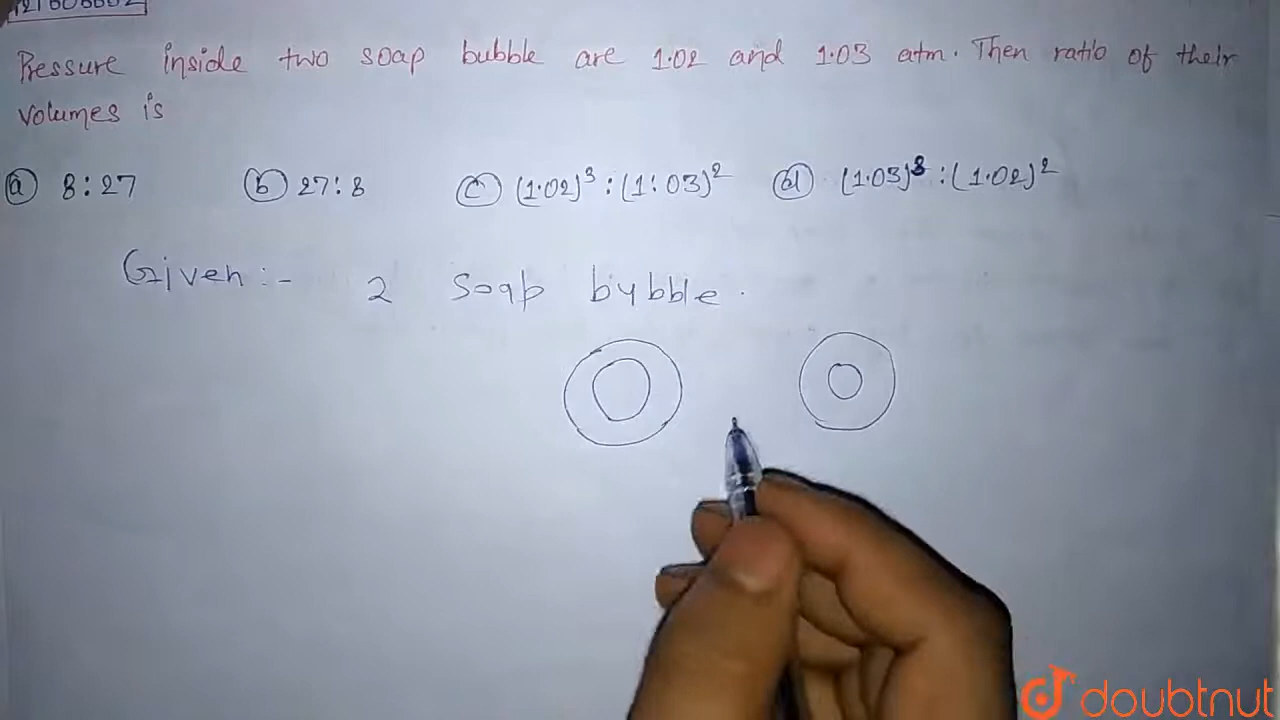 Pressure inside two soap bubble are 1.02 and 1.03 atm. Then ratio of their
volumes is
(a) 8:27 (b) 27:8 (c) (1.02)³ : (1:03)² (d) (1.03)³ : (1.02)²
Given :- 2 soap bubble.
doubtnut